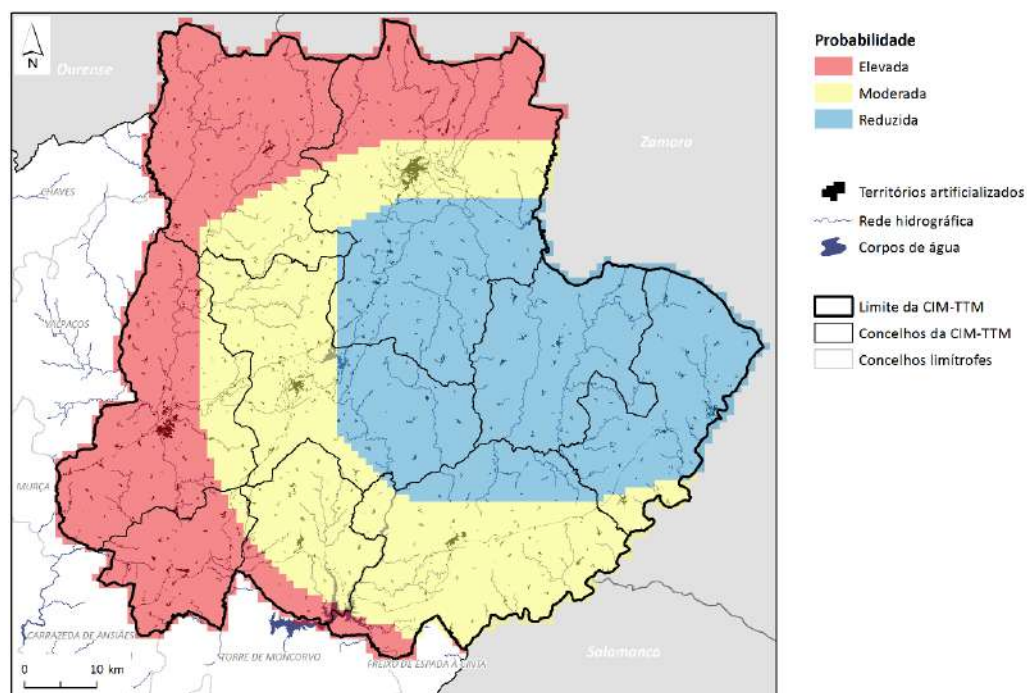 N
Ourense
Zamora
CHAVES
VALPAÇOS
MURÇA
CARRAZEDA DE ANSIÃES
TORRE DE MONCORVO
FREIXO DE ESPADA À CINTA
Salamanca
0 10 km
Probabilidade
Elevada
Moderada
Reduzida
Territórios artificializados
Rede hidrográfica
Corpos de água
Limite da CIM-TTM
Concelhos da CIM-TTM
Concelhos limítrofes